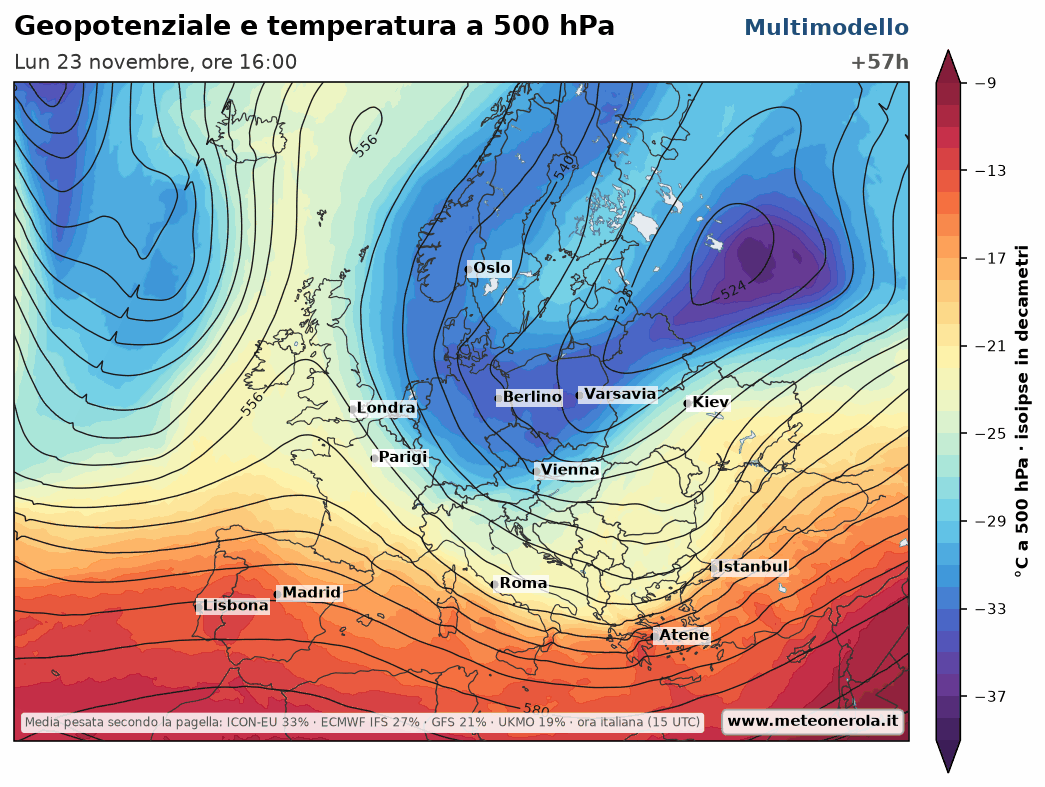 Geopotenziale e temperatura a 500 hPa
Multimodello
Lun 23 novembre, ore 16:00
+57h
−9
−13
−17
−21
−25
−29
−33
−37
°C a 500 hPa · isoipse in decametri
556
540
Oslo
524
528
556
Londra
Berlino
Varsavia
Kiev
Parigi
Vienna
Istanbul
Roma
Madrid
Lisbona
Atene
580
Media pesata secondo la pagella: ICON-EU 33% · ECMWF IFS 27% · GFS 21% · UKMO 19% · ora italiana (15 UTC)
www.meteonerola.it